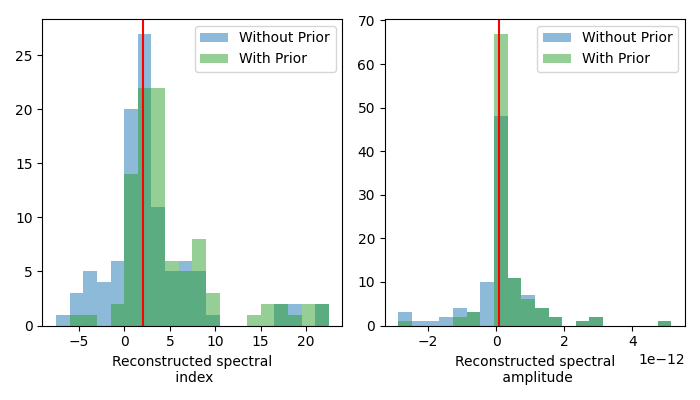 Without Prior
With Prior
25
20
15
10
5
0
−5
0
5
10
15
20
Reconstructed spectral
index
Without Prior
With Prior
70
60
50
40
30
20
10
0
−2
0
2
4
1e−12
Reconstructed spectral
amplitude